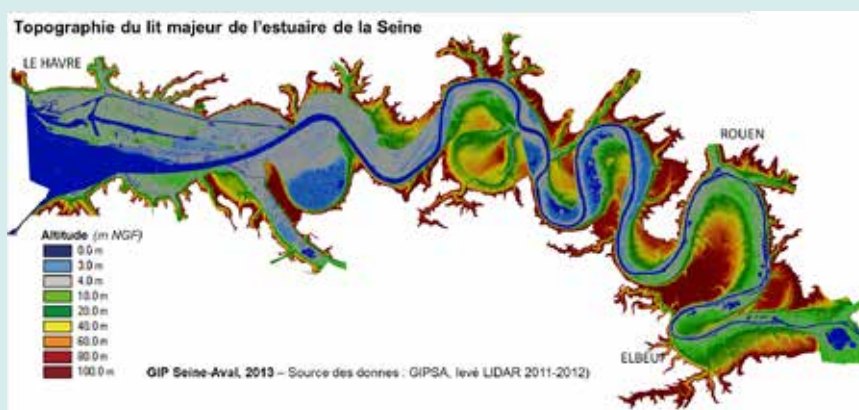 Topographie du lit majeur de l'estuaire de la Seine
LE HAVRE
ROUEN
Altitude (m NGF)
0.0 m
3.0 m
4.0 m
10.0 m
20.0 m
40.0 m
60.0 m
80.0 m
100.0 m
ELBEUF
GIP Seine-Aval, 2013 – Source des donnes : GIPSA, levé LIDAR 2011-2012)